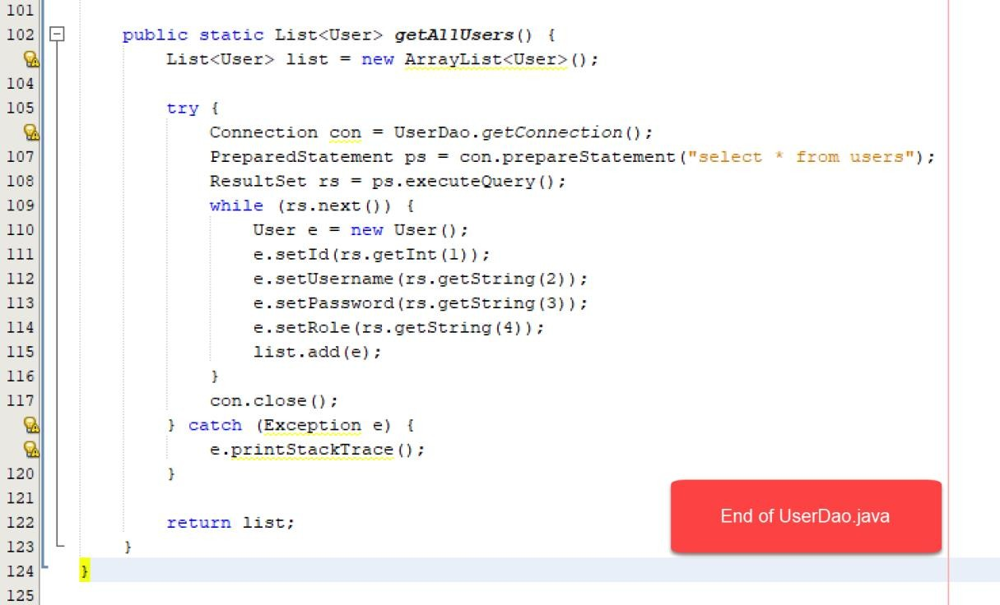 101
102 public static List<User> getAllUsers() {
List<User> list = new ArrayList<User>();
104
105 try {
Connection con = UserDao.getConnection();
107 PreparedStatement ps = con.prepareStatement("select * from users");
108 ResultSet rs = ps.executeQuery();
109 while (rs.next()) {
110 User e = new User();
111 e.setId(rs.getInt(1));
112 e.setUsername(rs.getString(2));
113 e.setPassword(rs.getString(3));
114 e.setRole(rs.getString(4));
115 list.add(e);
116 }
117 con.close();
} catch (Exception e) {
e.printStackTrace();
120 }
121
122 return list;
End of UserDao.java
123 }
124 }
125